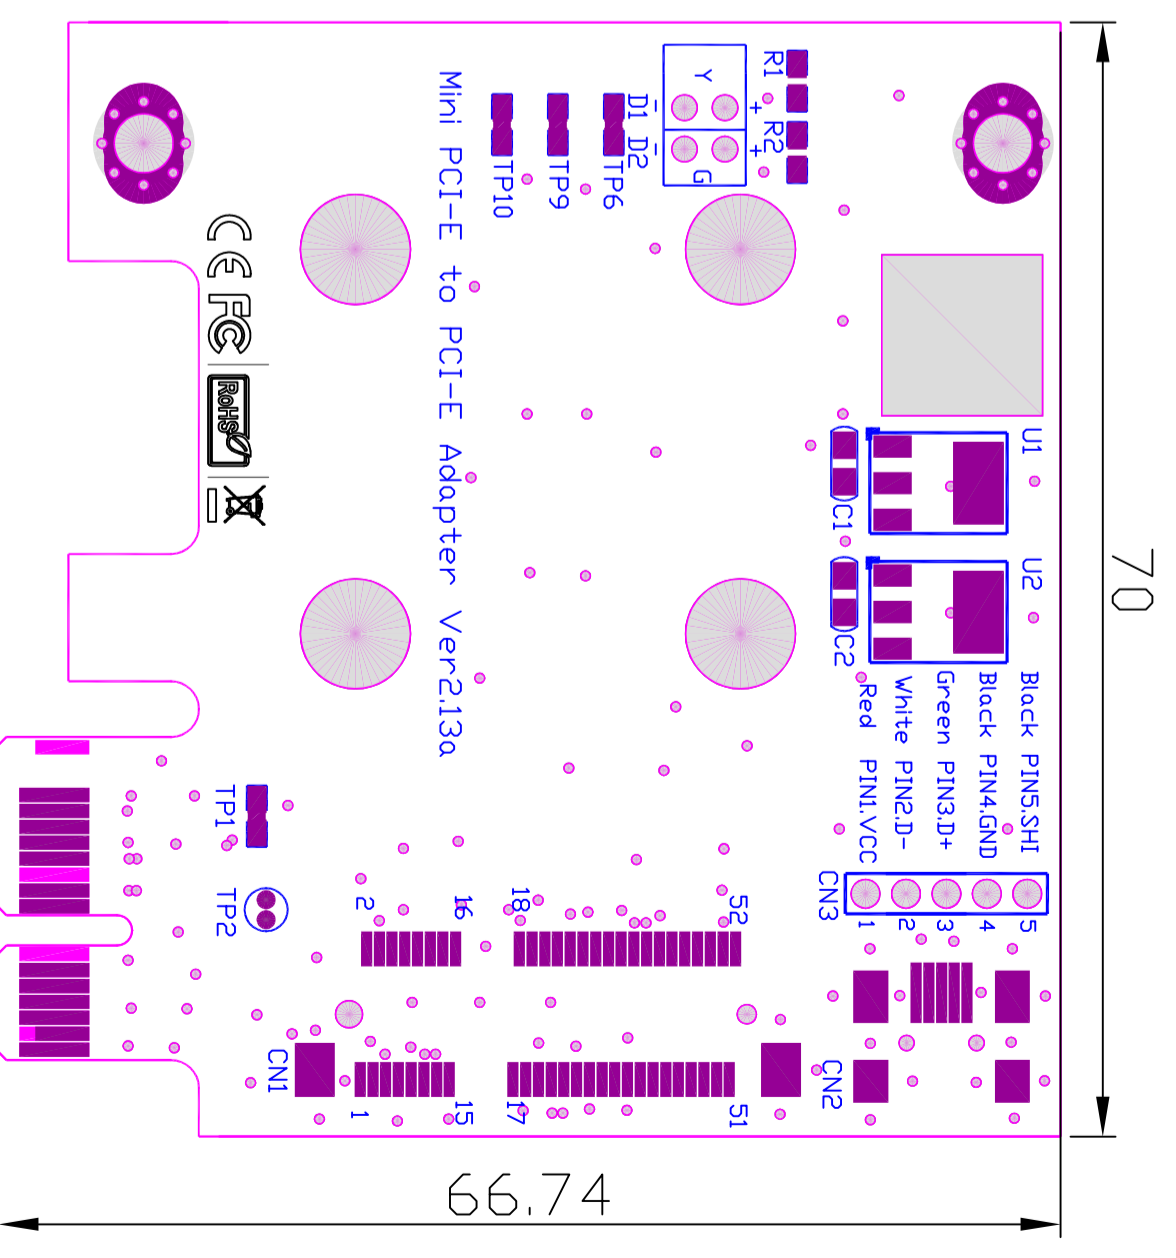 R1
R2
Y
+
+
-
-
G
D1
D2
TP6
TP9
TP10
Mini PCI-E to PCI-E Adapter Ver2.13a
CE
FC
RoHS
U1
C1
U2
C2
70
Black PIN5.SHI
Black PIN4.GND
Green PIN3.D+
White PIN2.D-
Red PIN1.VCC
CN3
1
2
3
4
5
TP1
TP2
2
16
18
52
CN1
1
15
17
51
CN2
66.74